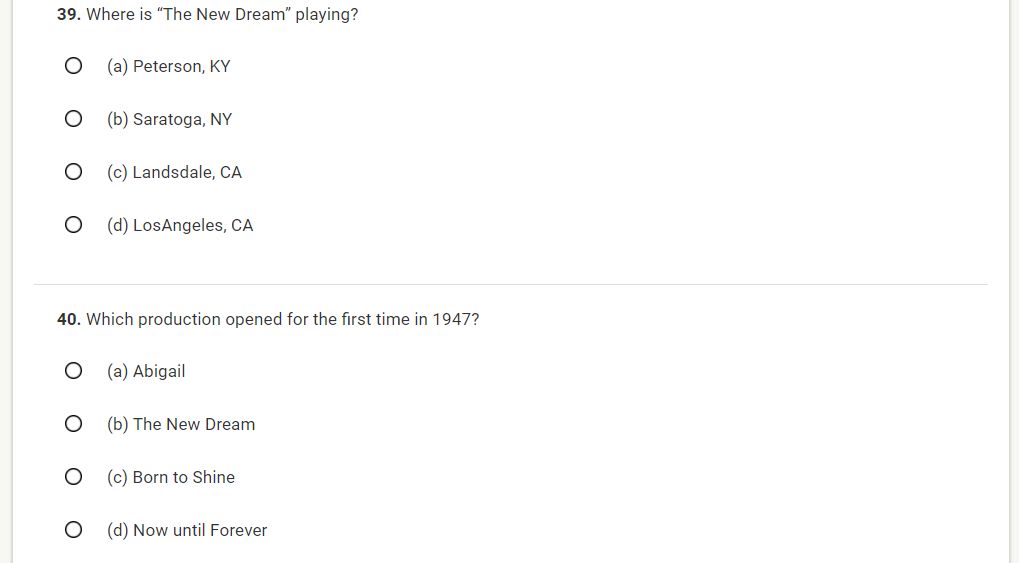 39. Where is “The New Dream” playing?
(a) Peterson, KY
(b) Saratoga, NY
(c) Landsdale, CA
(d) LosAngeles, CA
40. Which production opened for the first time in 1947?
(a) Abigail
(b) The New Dream
(c) Born to Shine
(d) Now until Forever